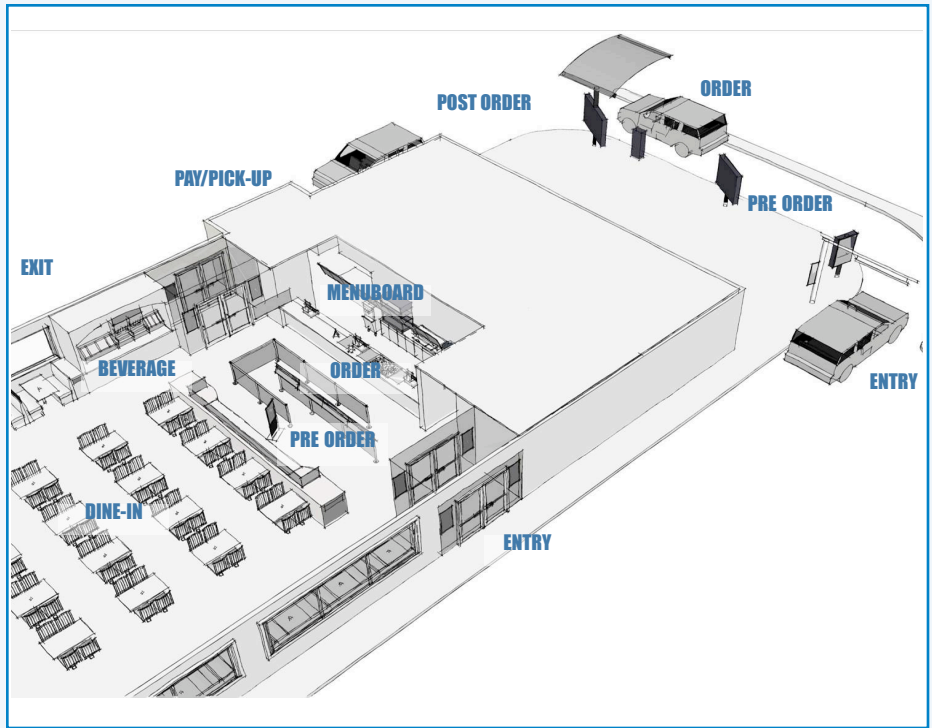 ORDER
POST ORDER
PAY/PICK-UP
PRE ORDER
EXIT
MENUBOARD
BEVERAGE
ORDER
ENTRY
PRE ORDER
DINE-IN
ENTRY